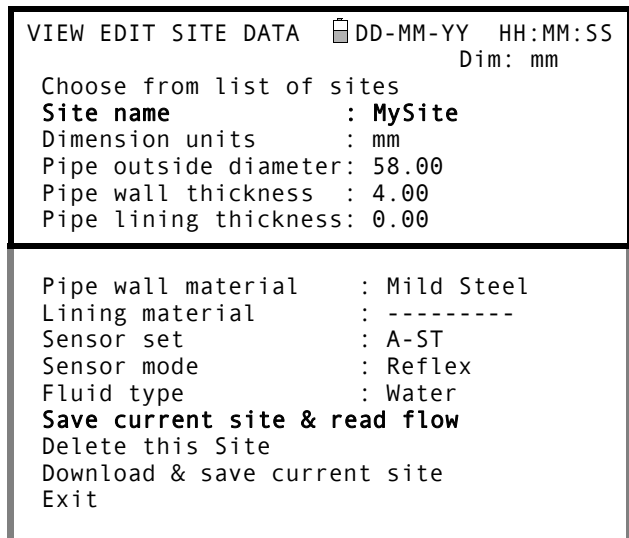 VIEW EDIT SITE DATA DD-MM-YY HH:MM:SS
Dim: mm
Choose from list of sites
Site name : MySite
Dimension units : mm
Pipe outside diameter: 58.00
Pipe wall thickness : 4.00
Pipe lining thickness: 0.00
Pipe wall material : Mild Steel
Lining material : ---------
Sensor set : A-ST
Sensor mode : Reflex
Fluid type : Water
Save current site & read flow
Delete this Site
Download & save current site
Exit